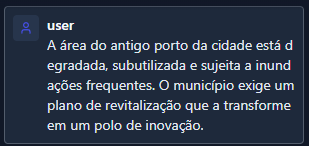 user
A área do antigo porto da cidade está d
egradada, subutilizada e sujeita a inund
ações frequentes. O município exige um
plano de revitalização que a transforme
em um polo de inovação.